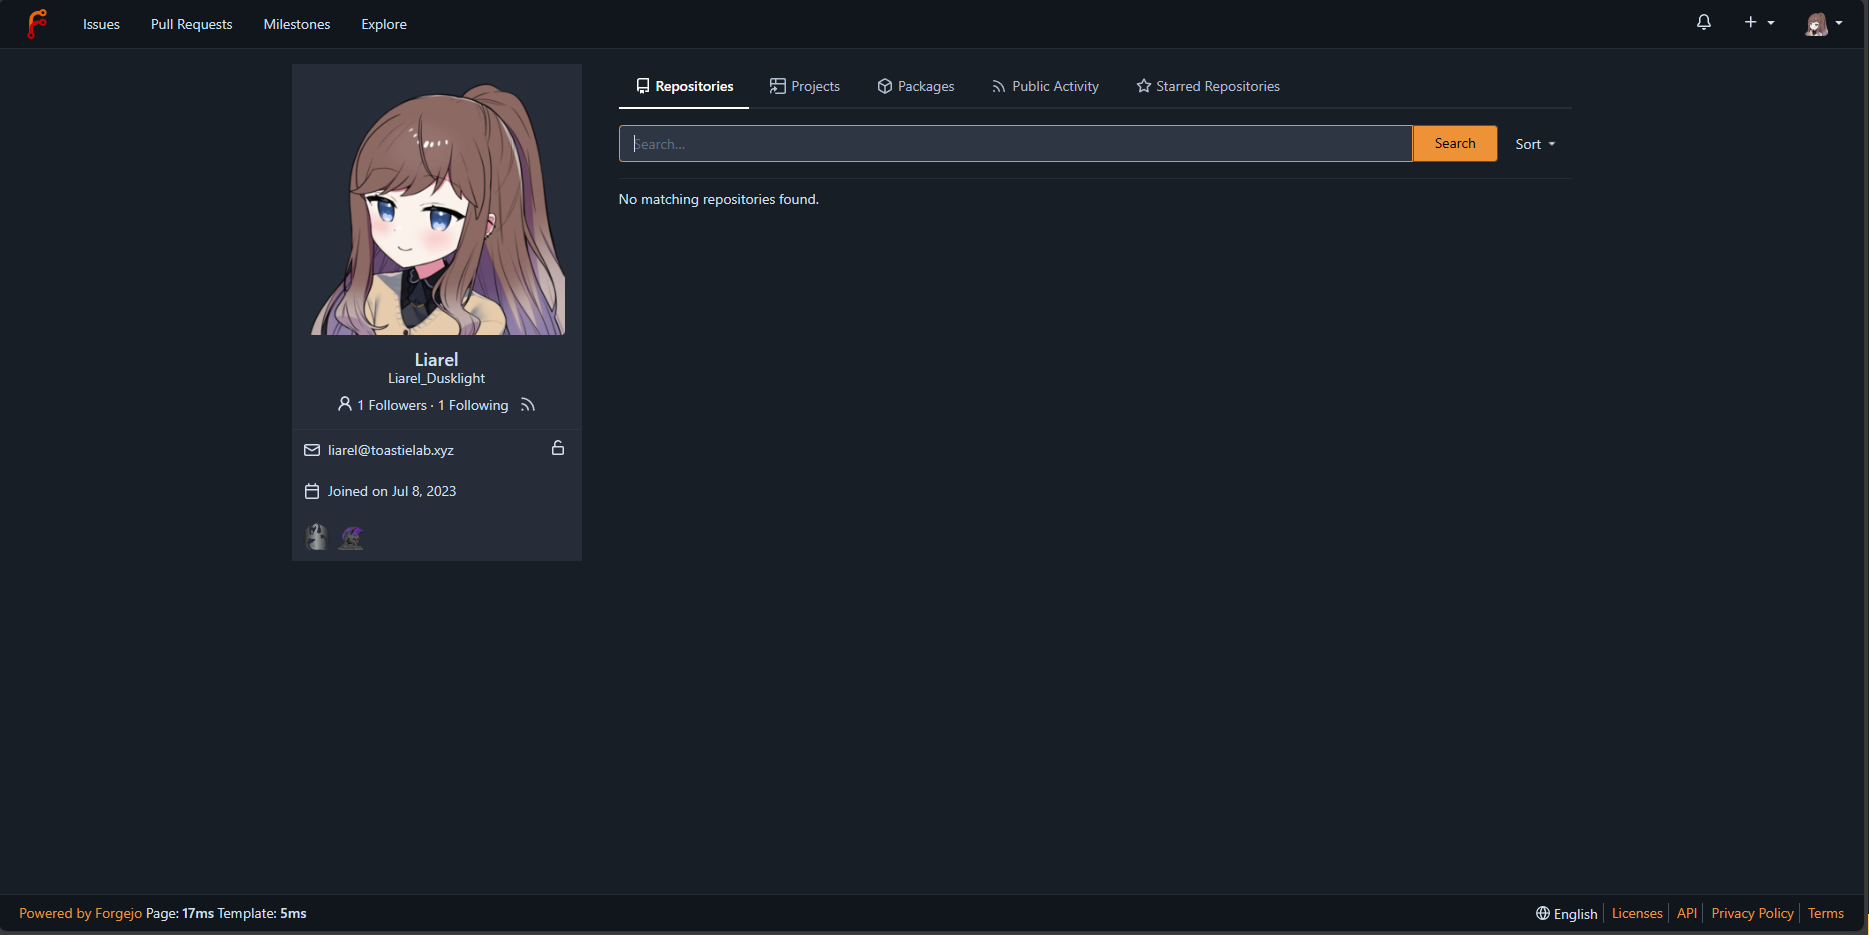 Issues Pull Requests Milestones Explore
Repositories Projects Packages Public Activity Starred Repositories
Search... Search Sort
No matching repositories found.
Liarel
Liarel_Dusklight
1 Followers · 1 Following
liarel@toastielab.xyz
Joined on Jul 8, 2023
Powered by Forgejo Page: 17ms Template: 5ms
English Licenses API Privacy Policy Terms